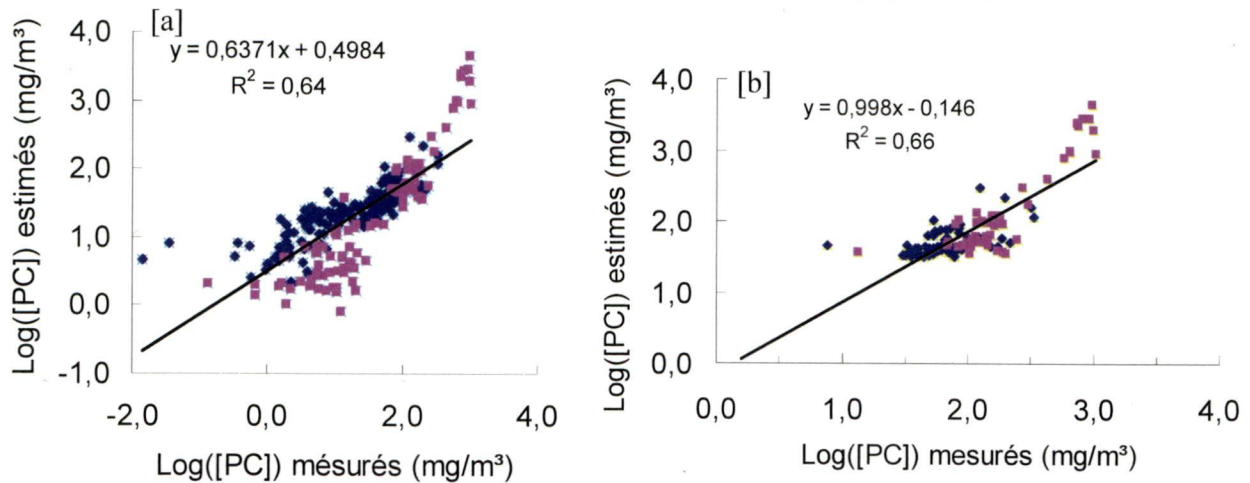 [a]
y = 0,6371x + 0,4984
R² = 0,64
Log([PC]) estimés (mg/m³)
4,0
3,0
2,0
1,0
0,0
-1,0
-2,0 0,0 2,0 4,0
Log([PC]) mésurés (mg/m³)
[b]
y = 0,998x - 0,146
R² = 0,66
Log([PC]) estimés (mg/m³)
4,0
3,0
2,0
1,0
0,0
0,0 1,0 2,0 3,0 4,0
Log([PC]) mesurés (mg/m³)